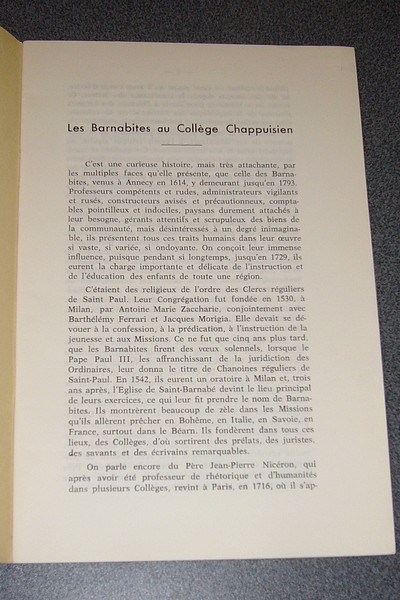 Les Barnabites au Collège Chappuisien
C'est une curieuse histoire, mais très attachante, par
les multiples faces qu'elle présente, que celle des Barna-
bites, venus à Annecy en 1614, y demeurant jusqu'en 1793.
Professeurs compétents et rudes, administrateurs vigilants
et rusés, constructeurs avisés et précautionneux, compta-
bles pointilleux et indociles, paysans durement attachés à
leur besogne, gérants attentifs et scrupuleux des biens de
la communauté, mais désintéressés à un degré inimagina-
ble, ils présentent tous ces traits humains dans leur œuvre
si vaste, si variée, si ondoyante. On conçoit leur immense
influence, puisque pendant si longtemps, jusqu'en 1729, ils
eurent la charge importante et délicate de l'instruction et
de l'éducation des enfants de toute une région.
C'étaient des religieux de l'ordre des Clercs réguliers
de Saint Paul. Leur Congrégation fut fondée en 1530, à
Milan, par Antoine-Marie Zaccharie, conjointement avec
Barthélémy Ferrari et Jacques Morigia. Elle devait se dé-
vouer à la confession, à la prédication, à l'instruction de la
jeunesse et aux Missions. Ce ne fut que cinq ans plus tard,
que les Barnabites firent des vœux solennels, lorsque le
Pape Paul III, les affranchissant de la juridiction des
Ordinaires, leur donna le titre de Chanoines réguliers de
Saint-Paul. En 1542, ils eurent un oratoire à Milan et, trois
ans après, l'Eglise de Saint-Barnabé devint le lieu principal
de leurs exercices, ce qui leur fit prendre le nom de Barna-
bites. Ils montrèrent beaucoup de zèle dans les Missions
qu'ils allèrent prêcher en Bohême, en Italie, en Savoie, en
France, surtout dans le Béarn. Ils fondèrent dans tous ces
lieux, des Collèges, d'où sortirent des prélats, des juristes,
des savants et des écrivains remarquables.
On parle encore du Père Jean-Pierre Nicéron, qui
après avoir été professeur de rhétorique et d'humanités
dans plusieurs Collèges, revint à Paris, en 1716, où il s'ap-